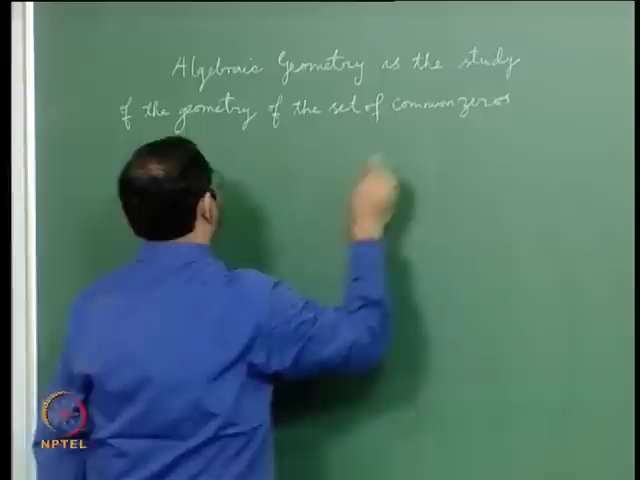 Algebraic Geometry is the study
of the geometry of the set of common zeros
NPTEL